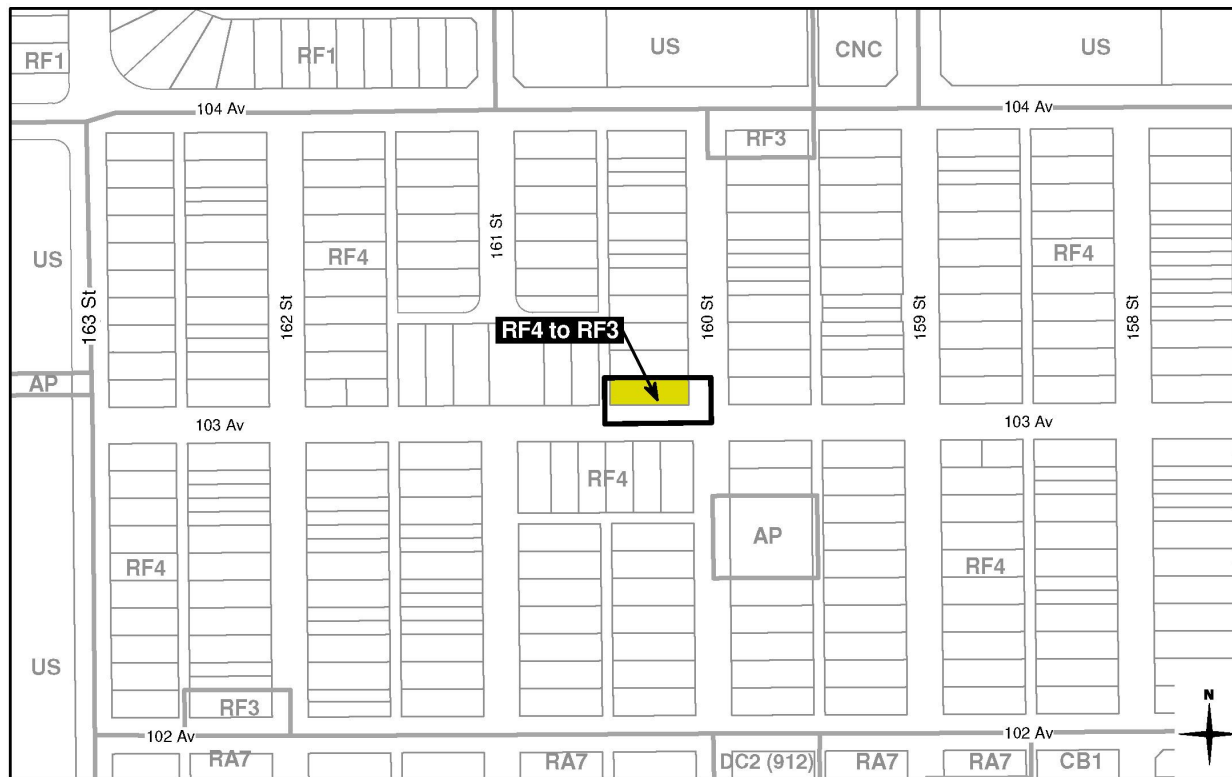 RF1
RF1
US
CNC
US
104 Av
104 Av
RF3
US
163 St
162 St
RF4
161 St
160 St
159 St
RF4
158 St
RF4 to RF3
AP
103 Av
103 Av
RF4
AP
RF4
RF4
US
RF3
N
102 Av
102 Av
RA7
RA7
DC2 (912)
RA7
RA7
CB1